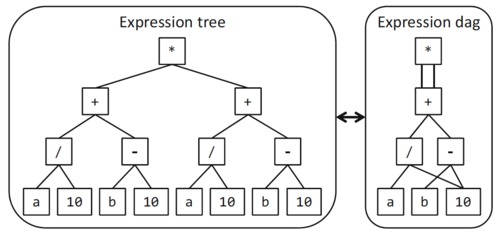 Expression tree Expression dag
* *
+ + +
/ - / - / -
a 10 b 10 a 10 b 10 a b 10